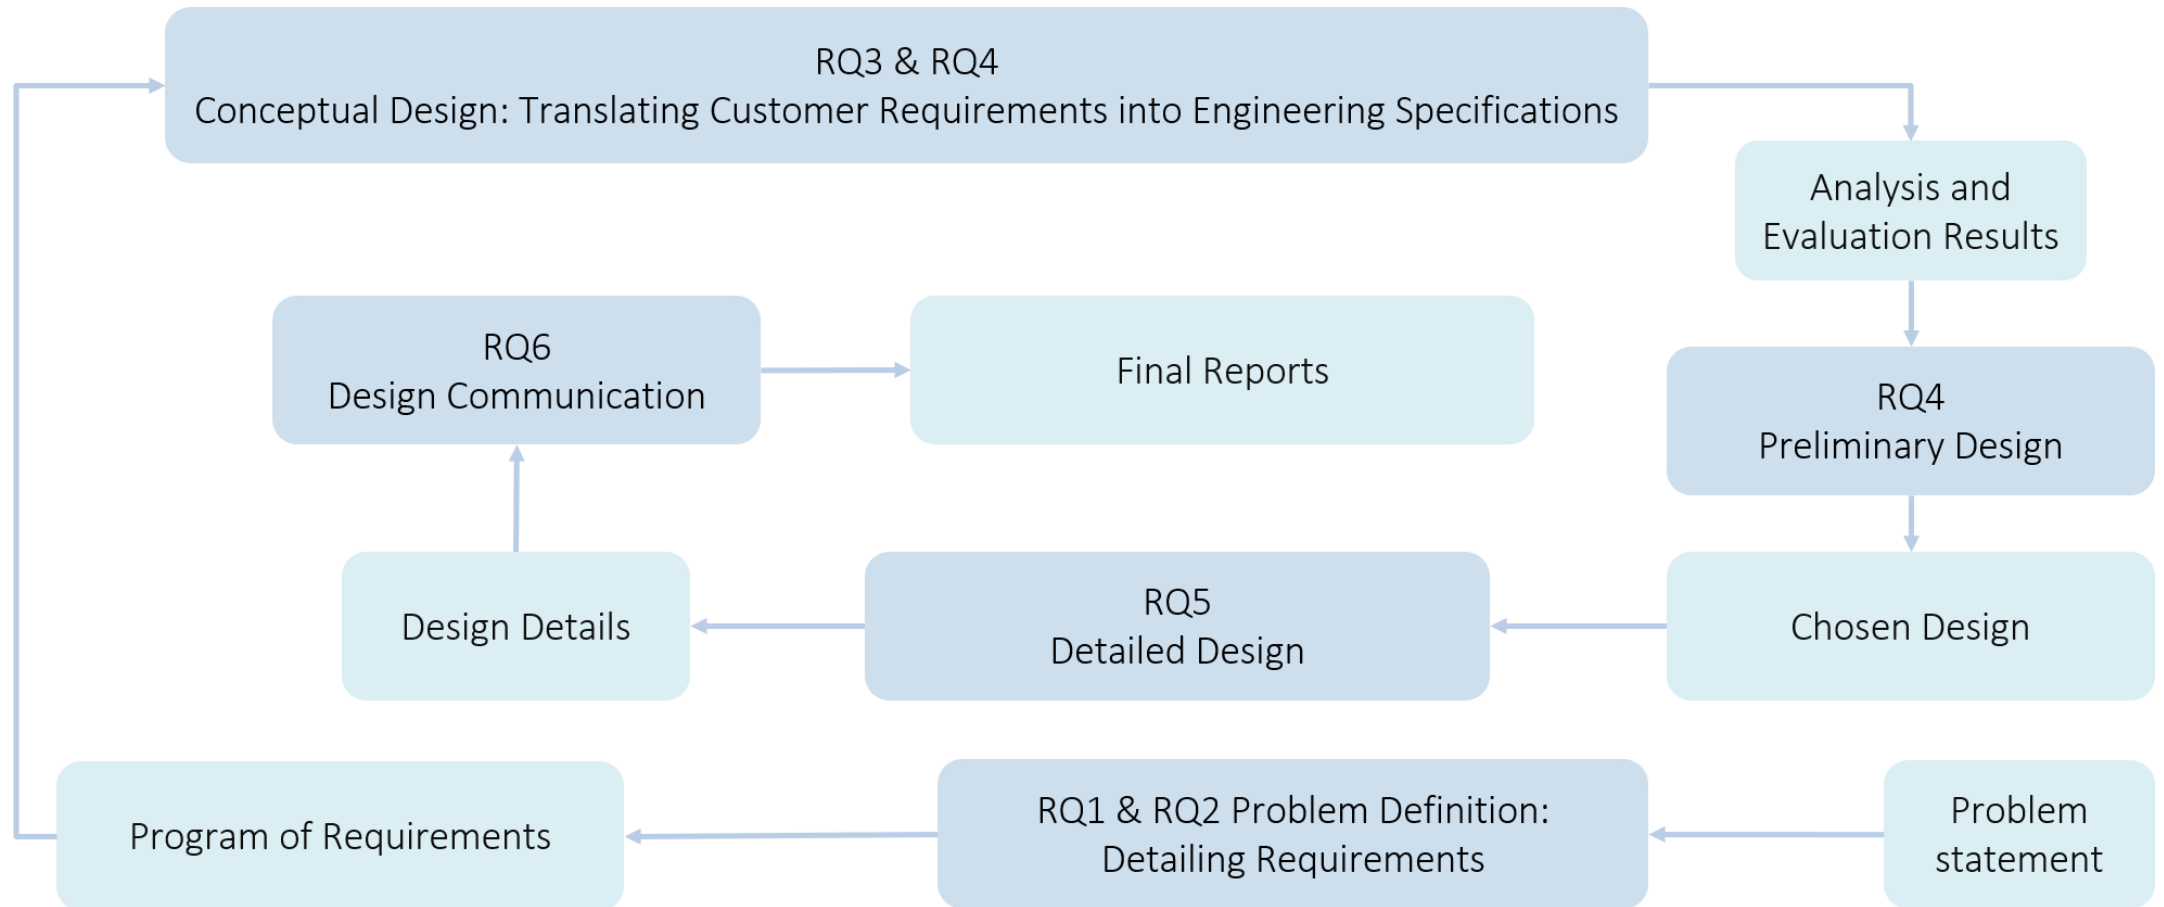 RQ3 & RQ4
Conceptual Design: Translating Customer Requirements into Engineering Specifications
Analysis and
Evaluation Results
RQ6
Design Communication
Final Reports
RQ4
Preliminary Design
Design Details
RQ5
Detailed Design
Chosen Design
Program of Requirements
RQ1 & RQ2 Problem Definition:
Detailing Requirements
Problem
statement